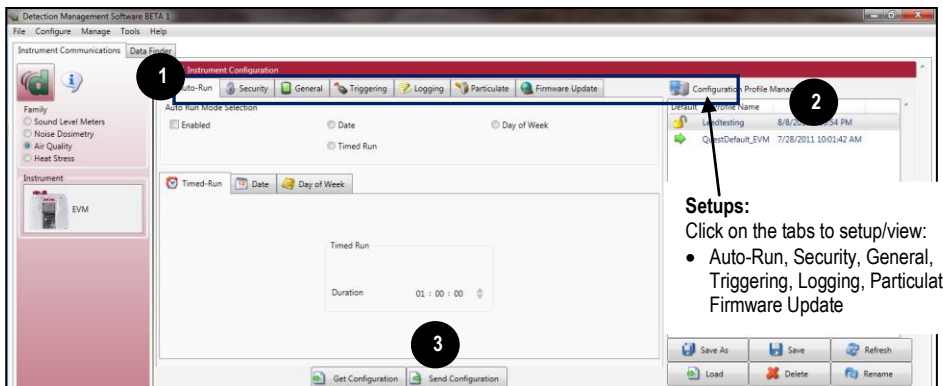 Detection Management Software BETA 1
File Configure Manage Tools Help
Instrument Communications Data Finder
1
Instrument Configuration
Auto-Run Security General Triggering Logging Particulate Firmware Update
Configuration Profile Manager
Family
Sound Level Meters
Noise Dosimetry
Air Quality
Heat Stress
Instrument
EVM
Auto Run Mode Selection
Enabled Date Day of Week
Timed Run
Timed-Run Date Day of Week
Timed Run
Duration 01 : 00 : 00
2
Default Profile Name
8/8/ 54 PM
QuestDefault_EVM 7/28/2011 10:01:42 AM
Setups:
Click on the tabs to setup/view:
• Auto-Run, Security, General,
Triggering, Logging, Particulat
Firmware Update
3
Get Configuration Send Configuration
Save As Save Refresh
Load Delete Rename